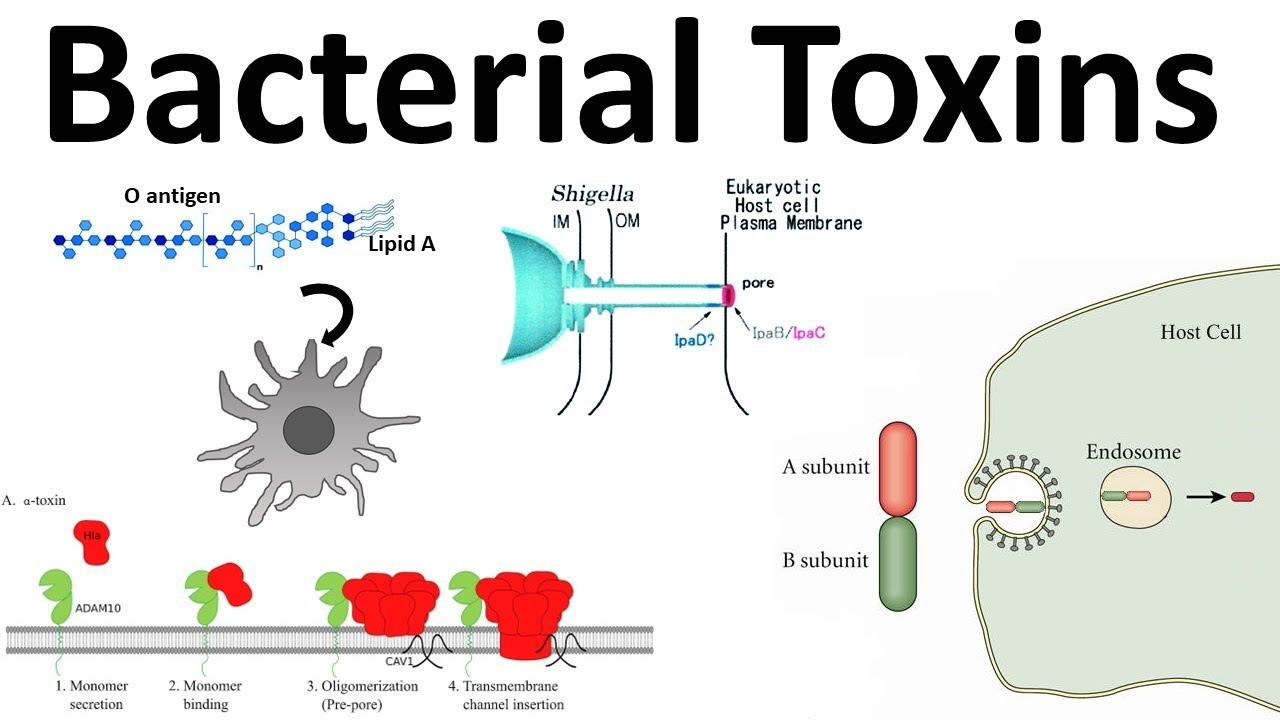 Bacterial Toxins
O antigen
n
Lipid A
Shigella
IM
OM
Eukaryotic
Host cell
Plasma Membrane
pore
IpaD?
IpaB/IpaC
Host Cell
A subunit
B subunit
Endosome
A. α-toxin
Hla
ADAM10
CAV1
1. Monomer
secretion
2. Monomer
binding
3. Oligomerization
(Pre-pore)
4. Transmembrane
channel insertion